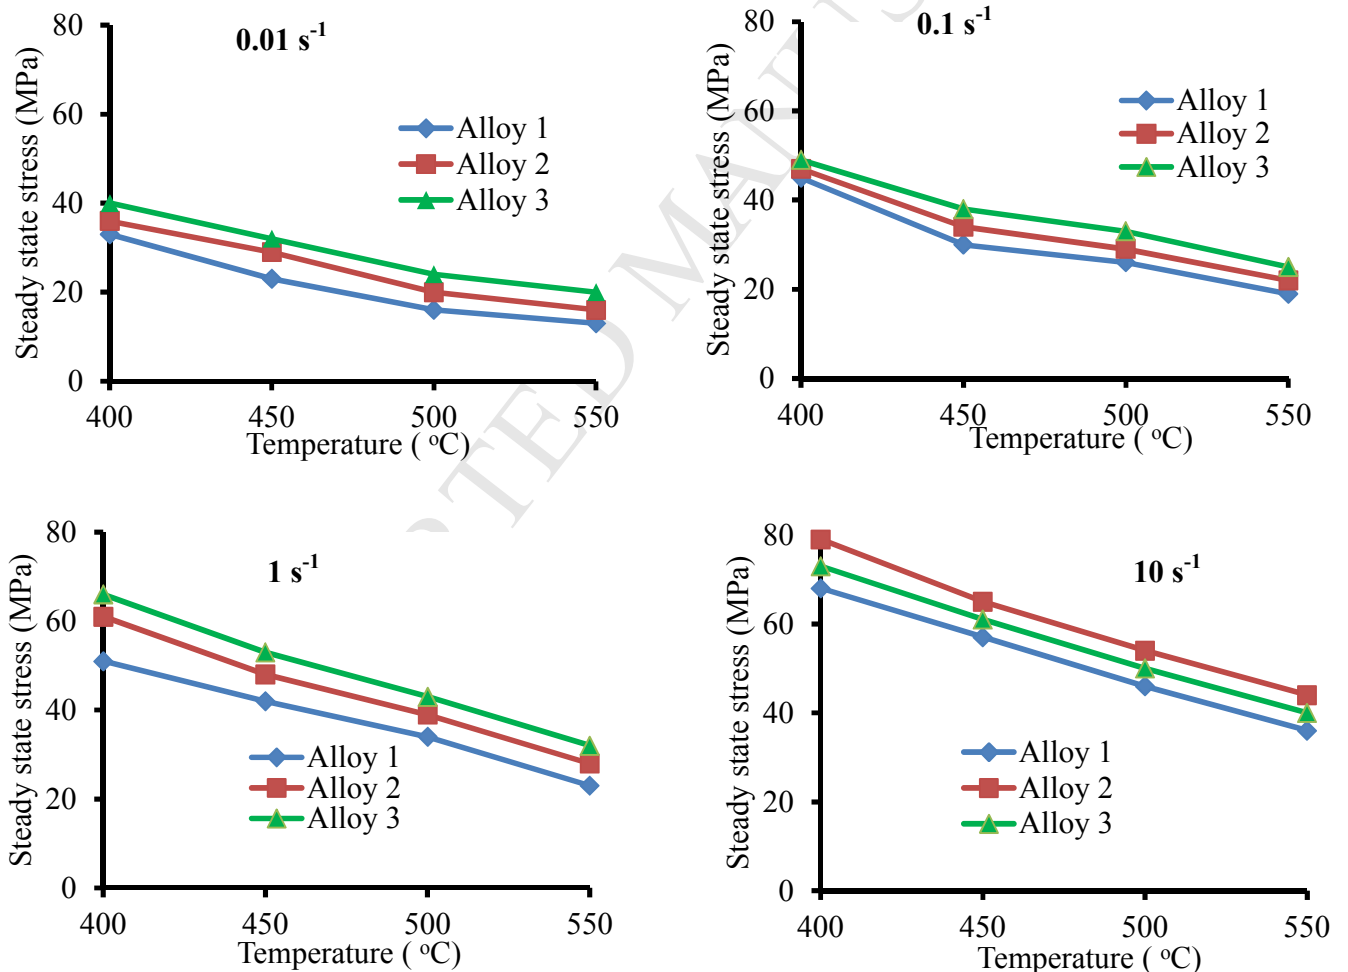 0.01 s-1
Steady state stress (MPa)
80
60
40
20
0
Alloy 1
Alloy 2
Alloy 3
400 450 500 550
Temperature ( oC)
0.1 s-1
Steady state stress (MPa)
80
60
40
20
0
Alloy 1
Alloy 2
Alloy 3
400 450 500 550
Temperature ( oC)
1 s-1
Steady state stress (MPa)
80
60
40
20
0
Alloy 1
Alloy 2
Alloy 3
400 450 500 550
Temperature ( oC)
10 s-1
Steady state stress (MPa)
80
60
40
20
0
Alloy 1
Alloy 2
Alloy 3
400 450 500 550
Temperature ( oC)